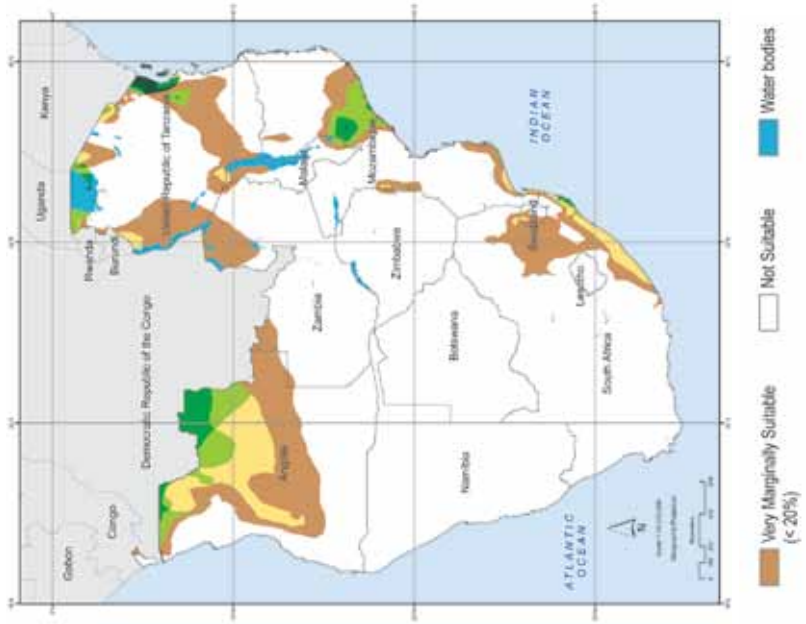 Gabon
Congo
Democratic Republic of the Congo
Uganda
Kenya
Rwanda
Burundi
United Republic of Tanzania
Angola
Zambia
Malawi
Mozambique
Zimbabwe
Namibia
Botswana
Swaziland
Lesotho
South Africa
ATLANTIC
OCEAN
INDIAN
OCEAN
N
Very Marginally Suitable
(< 20%)
Not Suitable
Water bodies